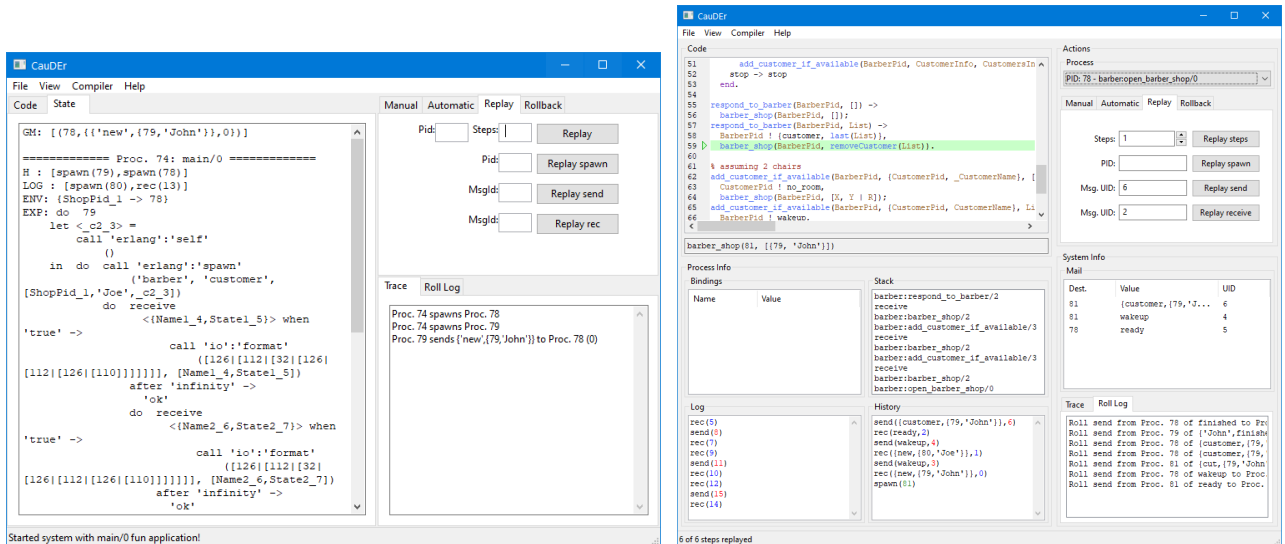 CauDEr
File View Compiler Help
Code State
GM: [(78,{{'new',{79,'John'}},0})]
============= Proc. 74: main/0 =============
H : [spawn(79),spawn(78)]
LOG : [spawn(80),rec(13)]
ENV: {ShopPid_1 -> 78}
EXP: do 79
let <_c2_3> =
call 'erlang':'self'
()
in do call 'erlang':'spawn'
('barber', 'customer',
[ShopPid_1,'Joe',_c2_3])
do receive
<{Name1_4,State1_5}> when
'true' ->
call 'io':'format'
([126|[112|[32|[126|
[112|[126|[110]]]]]]], [Name1_4,State1_5])
after 'infinity' ->
'ok'
do receive
<{Name2_6,State2_7}> when
'true' ->
call 'io':'format'
([126|[112|[32|
[126|[112|[126|[110]]]]]]], [Name2_6,State2_7])
after 'infinity' ->
'ok'
Manual Automatic Replay Rollback
Pid: Steps: Replay
Pid: Replay spawn
MsgId: Replay send
MsgId: Replay rec
Trace Roll Log
Proc. 74 spawns Proc. 78
Proc. 74 spawns Proc. 79
Proc. 79 sends {'new',{79,'John'}} to Proc. 78 (0)
Started system with main/0 fun application!
CauDEr
File View Compiler Help
Code
51 add_customer_if_available(BarberPid, CustomerInfo, CustomersIn
52 stop -> stop
53 end.
54
55 respond_to_barber(BarberPid, []) ->
56 barber_shop(BarberPid, []);
57 respond_to_barber(BarberPid, List) ->
58 BarberPid ! {customer, last(List)},
59 barber_shop(BarberPid, removeCustomer(List)).
60
61 % assuming 2 chairs
62 add_customer_if_available(BarberPid, {CustomerPid, _CustomerName}, [
63 CustomerPid ! no_room,
64 barber_shop(BarberPid, [X, Y | R]);
65 add_customer_if_available(BarberPid, {CustomerPid, CustomerName}, Li
66 BarberPid ! wakeup,
barber_shop(81, [{79, 'John'}])
Process Info
Bindings
Name Value
Stack
barber:respond_to_barber/2
receive
barber:barber_shop/2
barber:add_customer_if_available/3
receive
barber:barber_shop/2
barber:add_customer_if_available/3
receive
barber:barber_shop/2
barber:open_barber_shop/0
Log
rec(5)
send(8)
rec(7)
rec(9)
send(11)
rec(10)
rec(12)
send(15)
rec(14)
History
send({customer,{79,'John'}},6)
rec(ready,2)
send(wakeup,4)
rec({new,{80,'Joe'}},1)
send(wakeup,3)
rec({new,{79,'John'}},0)
spawn(81)
Actions
Process
PID: 78 - barber:open_barber_shop/0
Manual Automatic Replay Rollback
Steps: 1 Replay steps
PID: Replay spawn
Msg. UID: 6 Replay send
Msg. UID: 2 Replay receive
System Info
Mail
Dest. Value UID
81 {customer,{79,'J... 6
81 wakeup 4
78 ready 5
Trace Roll Log
Roll send from Proc. 78 of finished to Pro
Roll send from Proc. 79 of {'John',finishe
Roll send from Proc. 78 of {customer,{79,'
Roll send from Proc. 78 of {customer,{79,'
Roll send from Proc. 81 of {cut,{79,'John'
Roll send from Proc. 78 of wakeup to Proc.
Roll send from Proc. 81 of ready to Proc.
6 of 6 steps replayed